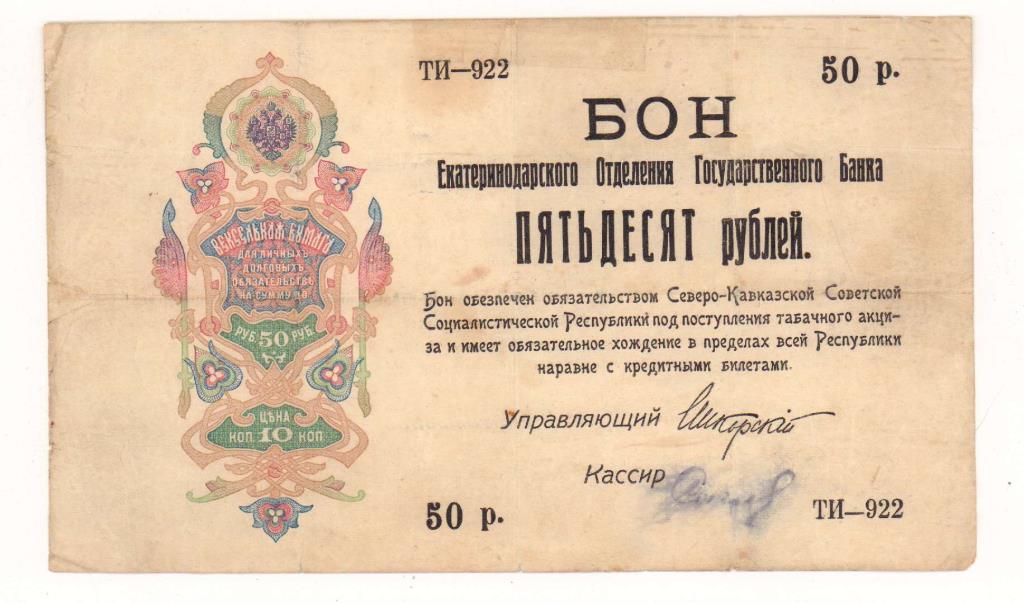 ТИ—922
50 р.
БОН
Екатеринодарского Отделения Государственного Банка
ПЯТЬДЕСЯТ рублей.
Бон обезпечен обязательством Северо-Кавказской Советской
Социалистической Республики под поступления табачного акци-
за и имеет обязательное хождение в пределах всей Республики
наравне с кредитными билетами.
Управляющий
Кассир
50 р.
ТИ—922
ВЕКСЕЛЬНАЯ БУМАГА
ДЛЯ ЛИЧНЫХЪ
ДОЛГОВЫХЪ
ОБЯЗАТЕЛЬСТВЪ
НА СУММУ ДО
РУБ. 50 РУБ.
ЦѢНА
КОП. 10 КОП.